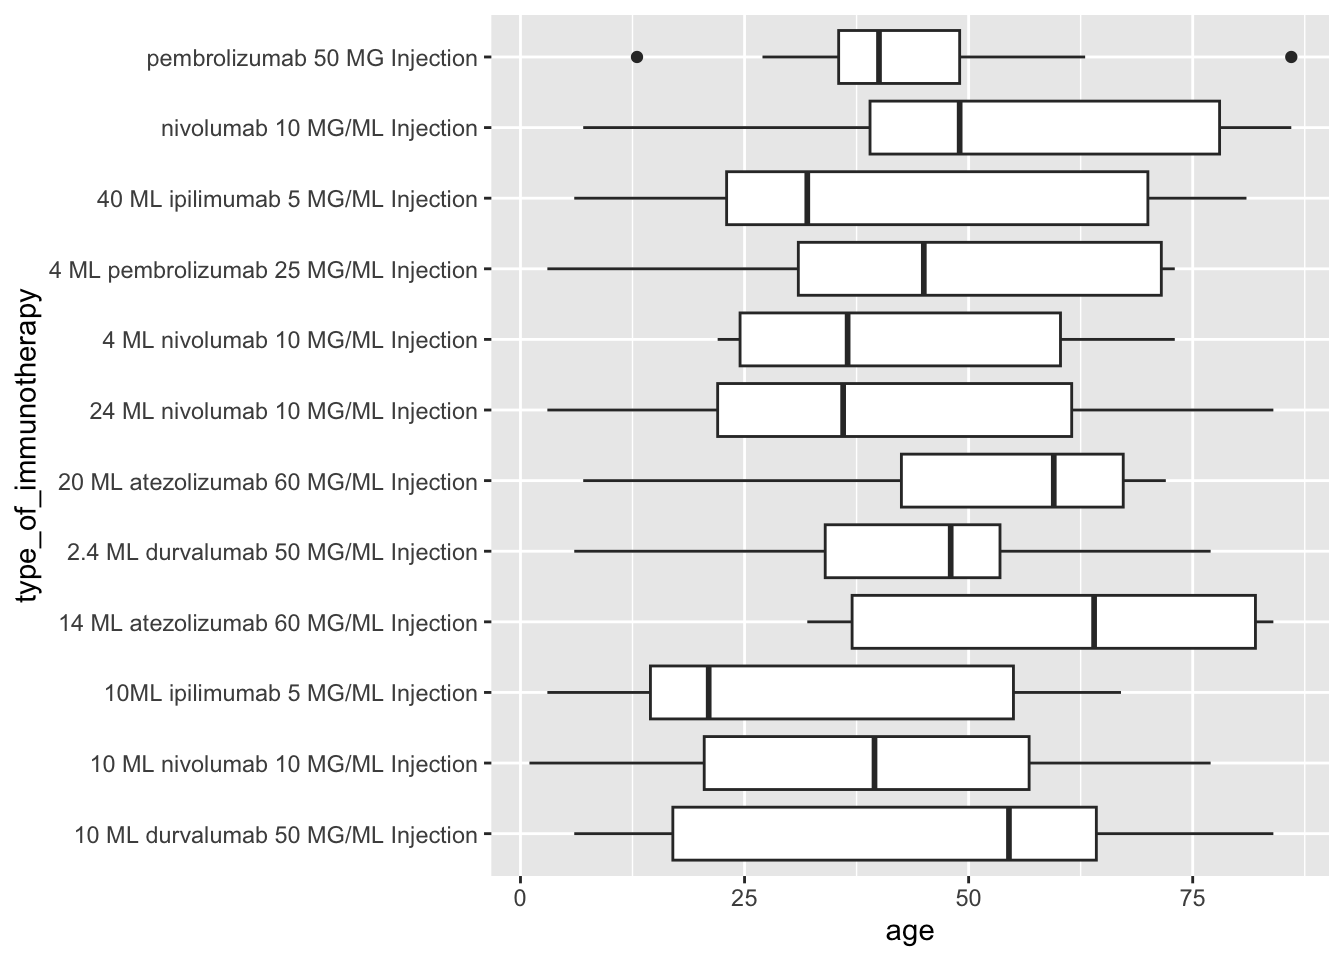 pembrolizumab 50 MG Injection
nivolumab 10 MG/ML Injection
40 ML ipilimumab 5 MG/ML Injection
4 ML pembrolizumab 25 MG/ML Injection
4 ML nivolumab 10 MG/ML Injection
24 ML nivolumab 10 MG/ML Injection
20 ML atezolizumab 60 MG/ML Injection
2.4 ML durvalumab 50 MG/ML Injection
14 ML atezolizumab 60 MG/ML Injection
10ML ipilimumab 5 MG/ML Injection
10 ML nivolumab 10 MG/ML Injection
10 ML durvalumab 50 MG/ML Injection
type_of_immunotherapy
0 25 50 75
age